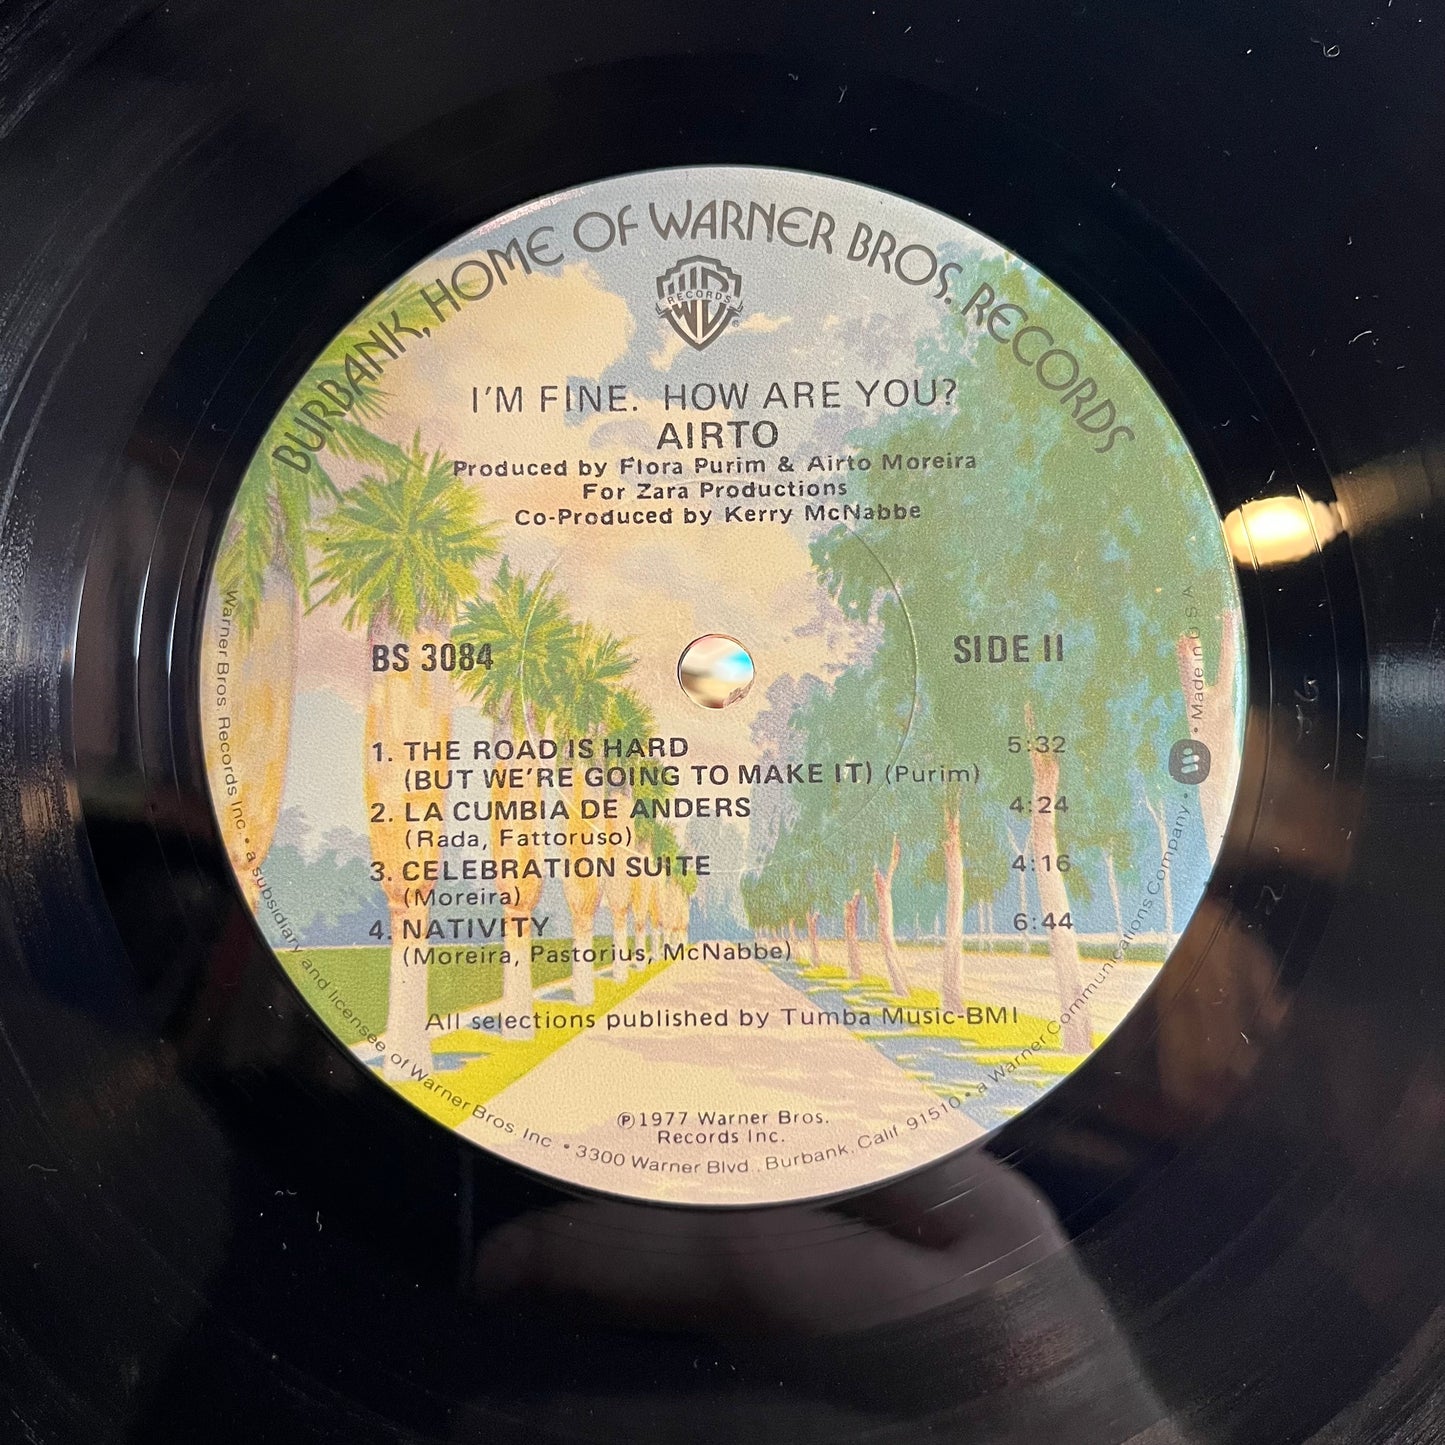 BURBANK, HOME OF WARNER BROS. RECORDS
WB
RECORDS
®
I'M FINE. HOW ARE YOU?
AIRTO
Produced by Flora Purim & Airto Moreira
For Zara Productions
Co-Produced by Kerry McNabbe
BS 3084
SIDE II
1. THE ROAD IS HARD 5:32
(BUT WE'RE GOING TO MAKE IT) (Purim)
2. LA CUMBIA DE ANDERS 4:24
(Rada, Fattoruso)
3. CELEBRATION SUITE 4:16
(Moreira)
4. NATIVITY 6:44
(Moreira, Pastorius, McNabbe)
All selections published by Tumba Music-BMI
℗1977 Warner Bros.
Records Inc.
Warner Bros. Records Inc. • a subsidiary and licensee of Warner Bros. Inc. • 3300 Warner Blvd., Burbank, Calif. 91510 • a Warner Communications Company • Made in U.S.A.